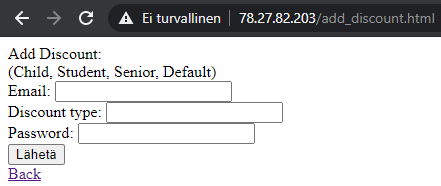 Ei turvallinen | 78.27.82.203/add_discount.html
Add Discount:
(Child, Student, Senior, Default)
Email:
Discount type:
Password:
Lähetä
Back